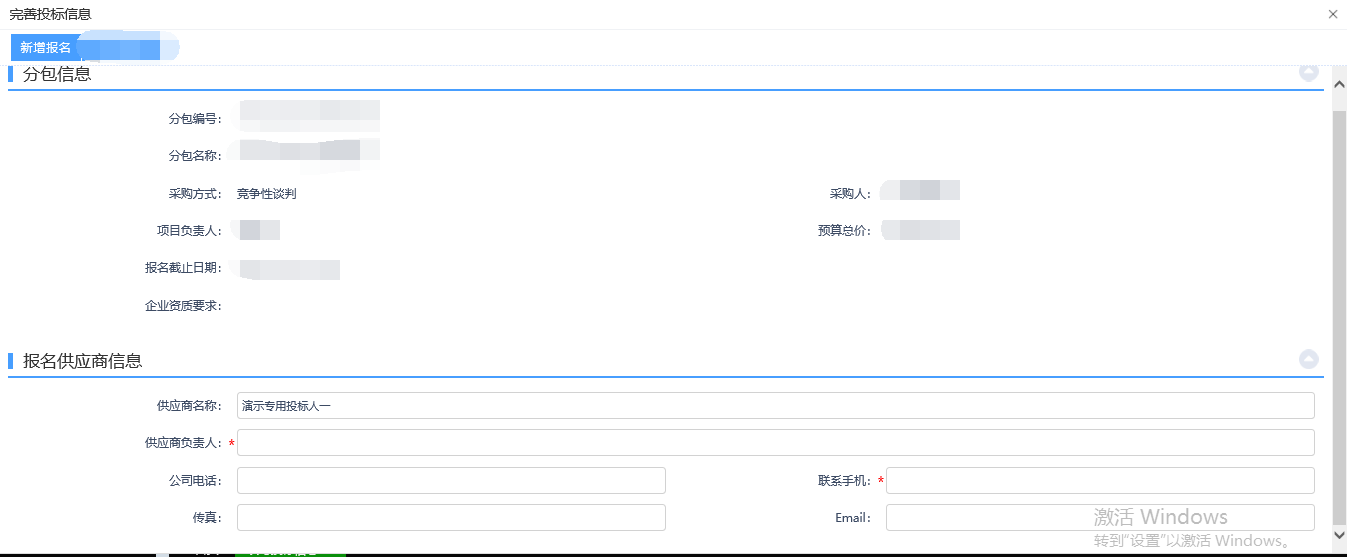 完善投标信息
新增报名
分包信息
分包编号:
分包名称:
采购方式: 竞争性谈判 采购人:
项目负责人: 预算总价:
报名截止日期:
企业资质要求:
报名供应商信息
供应商名称: 演示专用投标人一
供应商负责人: *
公司电话: 联系手机: *
传真: Email:
激活 Windows
转到“设置”以激活 Windows。